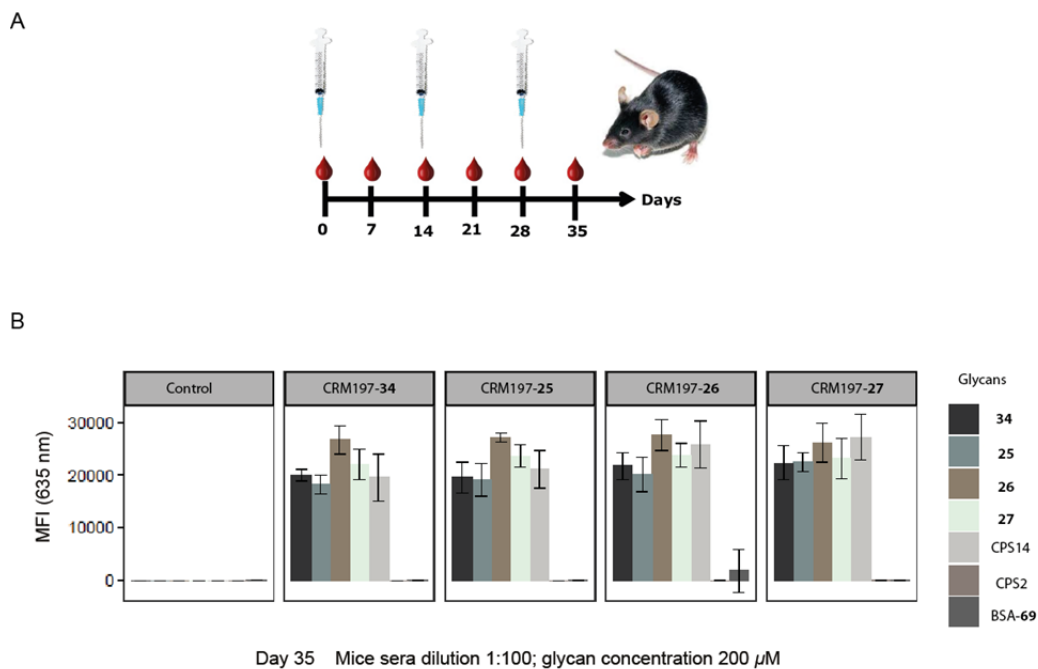 A
Days
0 7 14 21 28 35
B
Control CRM197-34 CRM197-25 CRM197-26 CRM197-27 Glycans
MFI (635 nm)
30000
20000
10000
0
34
25
26
27
CPS14
CPS2
BSA-69
Day 35 Mice sera dilution 1:100; glycan concentration 200 µM